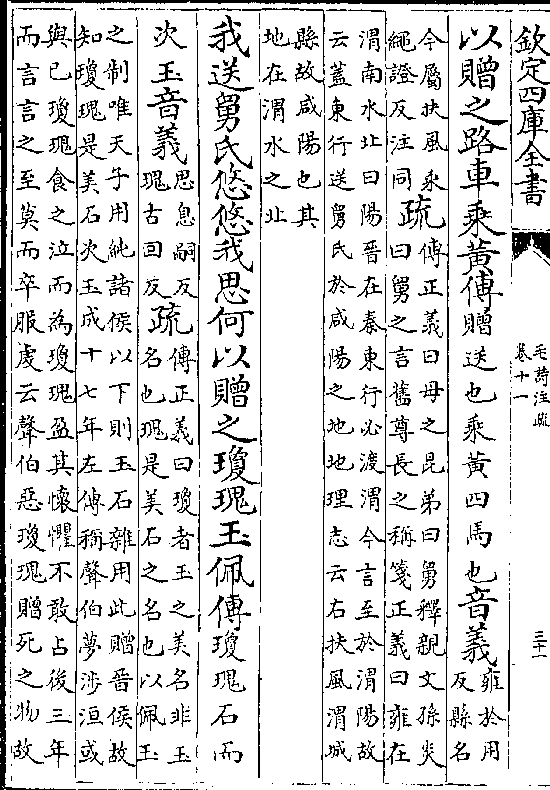 欽定四庫全書
毛詩注疏
卷十一
三十一
以贈之路車乘黄傳贈送也乘黄四馬也音義雍於用
反縣名
今屬扶風乘
繩證反注同疏傳正義曰母之昆弟曰舅釋親文孫炎
曰舅之言舊尊長之稱箋正義曰雍在
渭南水北曰陽晉在秦東行必渡渭今言至於渭陽故
云蓋東行送舅氏於咸陽之地地理志云右扶風渭城
縣故咸陽也其
地在渭水之北
我送舅氏悠悠我思何以贈之瓊瑰玉佩傳瓊瑰石而
次玉音義思息嗣反
瑰古回反疏傳正義曰瓊者玉之美名非玉
名也瑰是美石之名也以佩玉
之制唯天子用純諸侯以下則玉石雜用此贈晉侯故
知瓊瑰是美石次玉成十七年左傳稱聲伯夢涉洹或
與已瓊瑰食之泣而為瓊瑰盈其懷懼不敢占後三年
而言言之至莫而卒服虔云聲伯惡瓊瑰贈死之物故